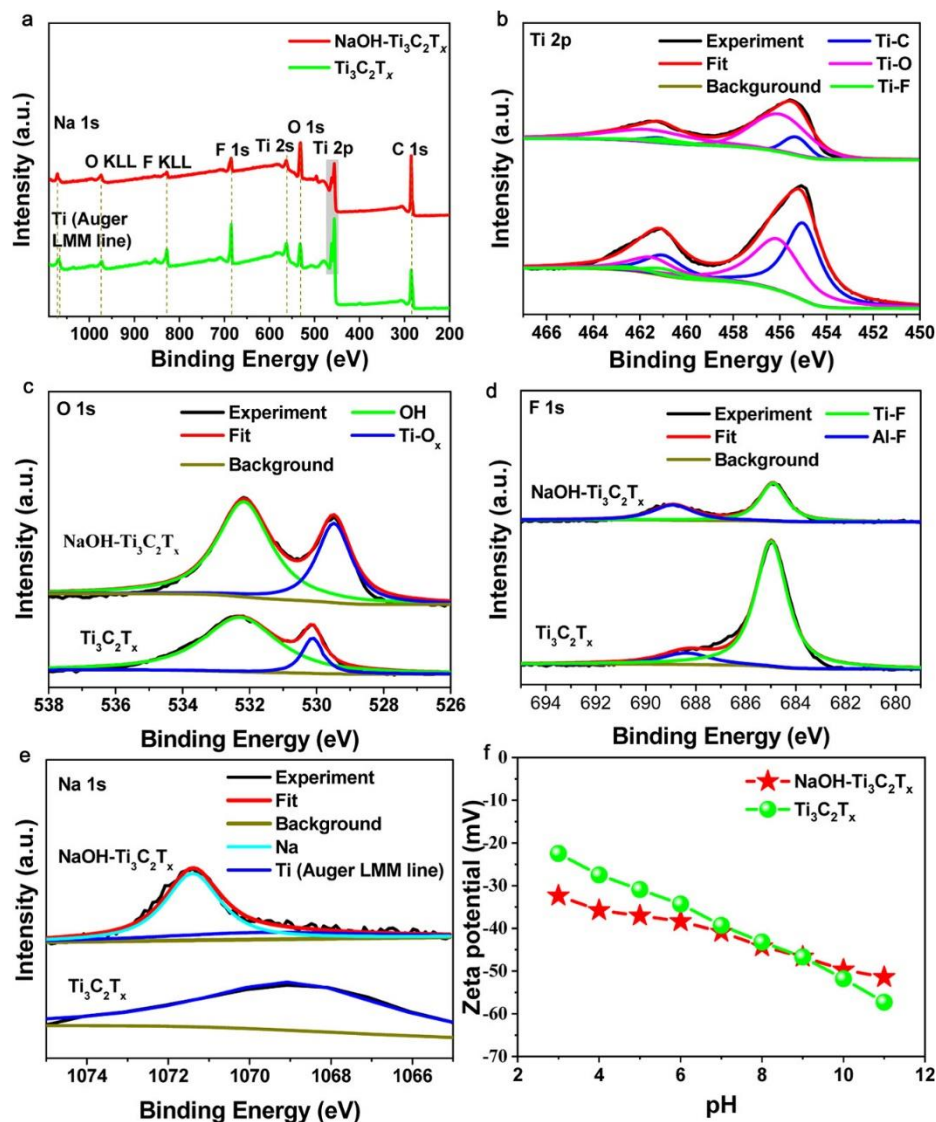 a
NaOH-Ti₃C₂Tₓ
Ti₃C₂Tₓ
Na 1s
O KLL F KLL
F 1s
Ti 2s
O 1s
Ti 2p
C 1s
Ti (Auger
LMM line)
Intensity (a.u.)
1000 900 800 700 600 500 400 300 200
Binding Energy (eV)
b
Ti 2p
Experiment
Fit
Backguround
Ti-C
Ti-O
Ti-F
Intensity (a.u.)
466 464 462 460 458 456 454 452 450
Binding Energy (eV)
c
O 1s
Experiment
Fit
Background
OH
Ti-Oₓ
NaOH-Ti₃C₂Tₓ
Ti₃C₂Tₓ
Intensity (a.u.)
538 536 534 532 530 528 526
Binding Energy (eV)
d
F 1s
Experiment
Fit
Background
Ti-F
Al-F
NaOH-Ti₃C₂Tₓ
Ti₃C₂Tₓ
Intensity (a.u.)
694 692 690 688 686 684 682 680
Binding Energy (eV)
e
Na 1s
Experiment
Fit
Background
Na
Ti (Auger LMM line)
NaOH-Ti₃C₂Tₓ
Ti₃C₂Tₓ
Intensity (a.u.)
1074 1072 1070 1068 1066
Binding Energy (eV)
f
NaOH-Ti₃C₂Tₓ
Ti₃C₂Tₓ
Zeta potential (mV)
-0
-10
-20
-30
-40
-50
-60
-70
2 4 6 8 10 12
pH